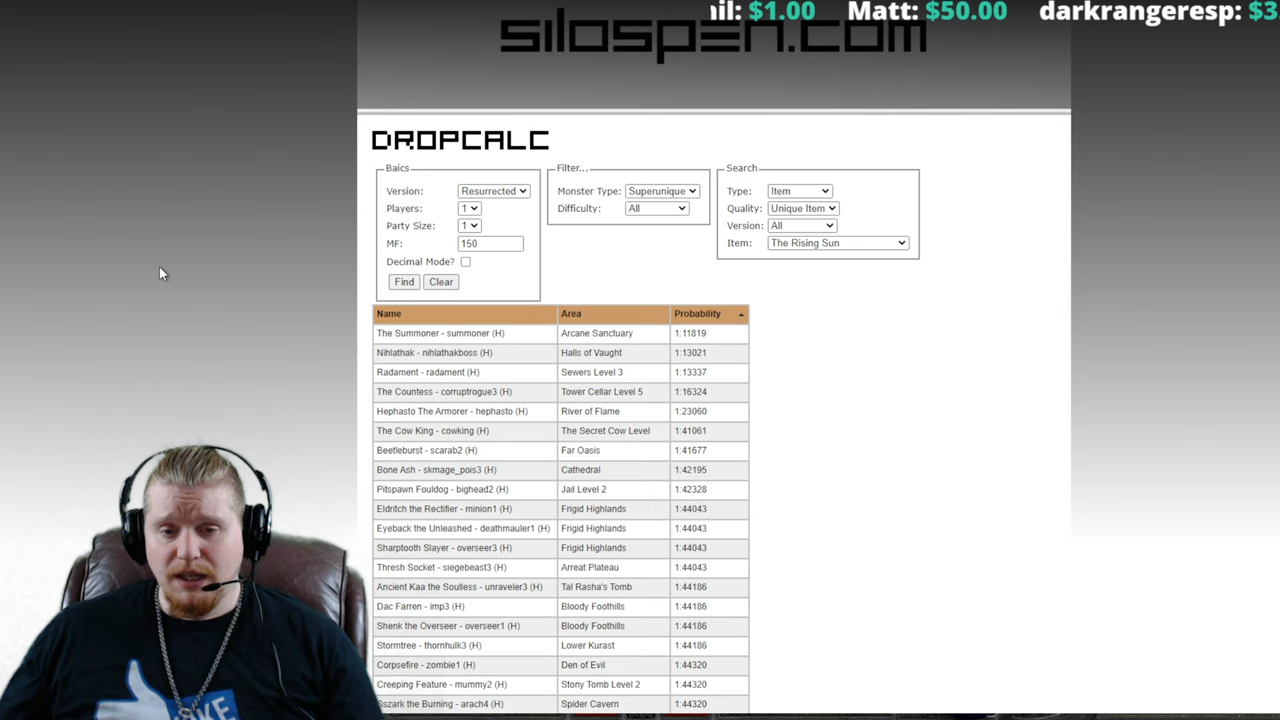 il: $1.00 Matt: $50.00 darkrangeresp: $3
silospen.com
DROPCALC
Baics
Version: Resurrected
Players: 1
Party Size: 1
MF: 150
Decimal Mode?
Find Clear
Filter...
Monster Type: Superunique
Difficulty: All
Search
Type: Item
Quality: Unique Item
Version: All
Item: The Rising Sun
Name Area Probability
The Summoner - summoner (H) Arcane Sanctuary 1:11819
Nihlathak - nihlathakboss (H) Halls of Vaught 1:13021
Radament - radament (H) Sewers Level 3 1:13337
The Countess - corruptrogue3 (H) Tower Cellar Level 5 1:16324
Hephasto The Armorer - hephasto (H) River of Flame 1:23060
The Cow King - cowking (H) The Secret Cow Level 1:41061
Beetleburst - scarab2 (H) Far Oasis 1:41677
Bone Ash - skmage_pois3 (H) Cathedral 1:42195
Pitspawn Fouldog - bighead2 (H) Jail Level 2 1:42328
Eldritch the Rectifier - minion1 (H) Frigid Highlands 1:44043
Eyeback the Unleashed - deathmauler1 (H) Frigid Highlands 1:44043
Sharptooth Slayer - overseer3 (H) Frigid Highlands 1:44043
Thresh Socket - siegebeast3 (H) Arreat Plateau 1:44043
Ancient Kaa the Soulless - unraveler3 (H) Tal Rasha's Tomb 1:44186
Dac Farren - imp3 (H) Bloody Foothills 1:44186
Shenk the Overseer - overseer1 (H) Bloody Foothills 1:44186
Stormtree - thornhulk3 (H) Lower Kurast 1:44186
Corpsefire - zombie1 (H) Den of Evil 1:44320
Creeping Feature - mummy2 (H) Stony Tomb Level 2 1:44320
Sszark the Burning - arach4 (H) Spider Cavern 1:44320